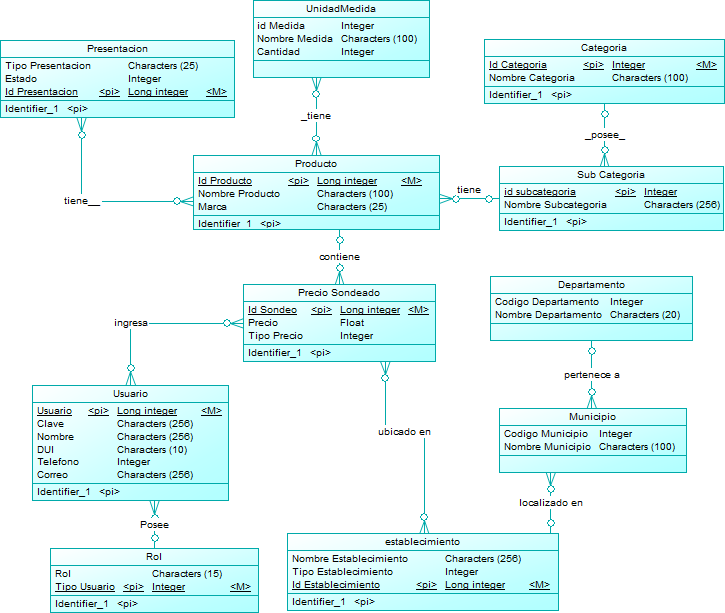 UnidadMedida
id Medida Integer
Nombre Medida Characters (100)
Cantidad Integer
Presentacion
Tipo Presentacion Characters (25)
Estado Integer
Id Presentacion <pi> Long integer <M>
Identifier_1 <pi>
Categoria
Id Categoria <pi> Integer <M>
Nombre Categoria Characters (100)
Identifier_1 <pi>
_tiene
_posee_
Producto
Id Producto <pi> Long integer <M>
Nombre Producto Characters (100)
Marca Characters (25)
Identifier_1 <pi>
tiene__
tiene
Sub Categoria
id subcategoria <pi> Integer
Nombre Subcategoria Characters (256)
Identifier_1 <pi>
contiene
Precio Sondeado
Id Sondeo <pi> Long integer <M>
Precio Float
Tipo Precio Integer
Identifier_1 <pi>
Departamento
Codigo Departamento Integer
Nombre Departamento Characters (20)
ingresa
pertenece a
Usuario
Usuario <pi> Long integer <M>
Clave Characters (256)
Nombre Characters (256)
DUI Characters (10)
Telefono Integer
Correo Characters (256)
Identifier_1 <pi>
Municipio
Codigo Municipio Integer
Nombre Municipio Characters (100)
ubicado en
localizado en
Posee
Rol
Rol Characters (15)
Tipo Usuario <pi> Integer <M>
Identifier_1 <pi>
establecimiento
Nombre Establecimiento Characters (256)
Tipo Establecimiento Integer
Id Establecimiento <pi> Long integer <M>
Identifier_1 <pi>